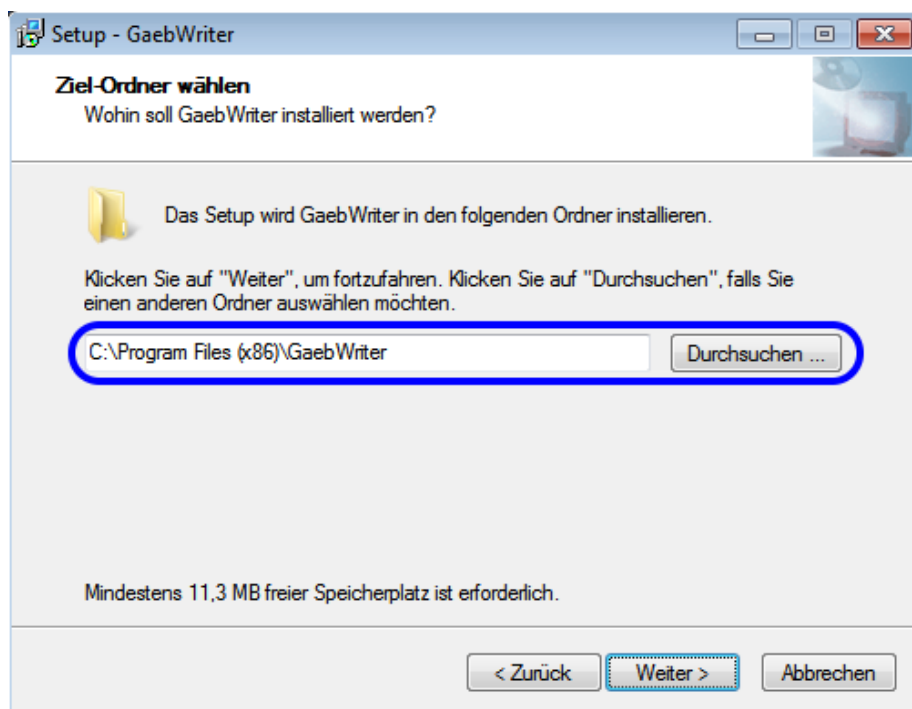 Setup - GaebWriter
Ziel-Ordner wählen
Wohin soll GaebWriter installiert werden?
Das Setup wird GaebWriter in den folgenden Ordner installieren.
Klicken Sie auf "Weiter", um fortzufahren. Klicken Sie auf "Durchsuchen", falls Sie
einen anderen Ordner auswählen möchten.
C:\Program Files (x86)\GaebWriter
Durchsuchen ...
Mindestens 11,3 MB freier Speicherplatz ist erforderlich.
< Zurück
Weiter >
Abbrechen